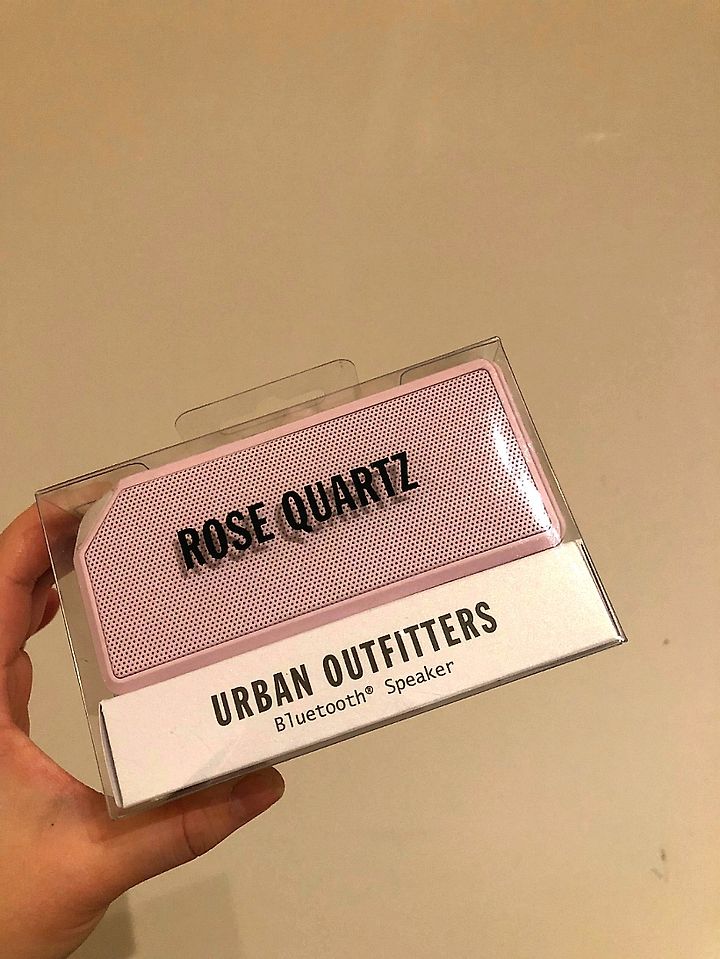 ROSE QUARTZ
URBAN OUTFITTERS
Bluetooth® Speaker